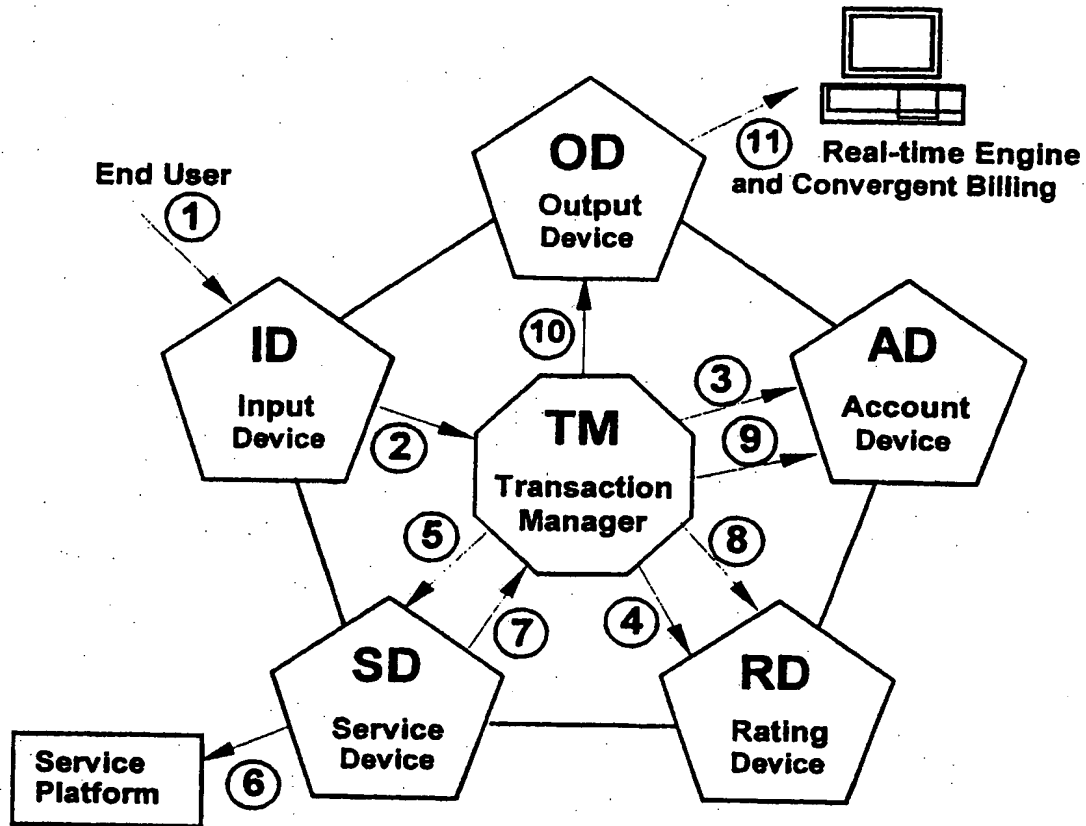 OD
Output
Device
11
Real-time Engine
and Convergent Billing
End User
1
ID
Input
Device
2
10
TM
Transaction
Manager
3
9
AD
Account
Device
5
7
8
4
SD
Service
Device
RD
Rating
Device
6
Service
Platform